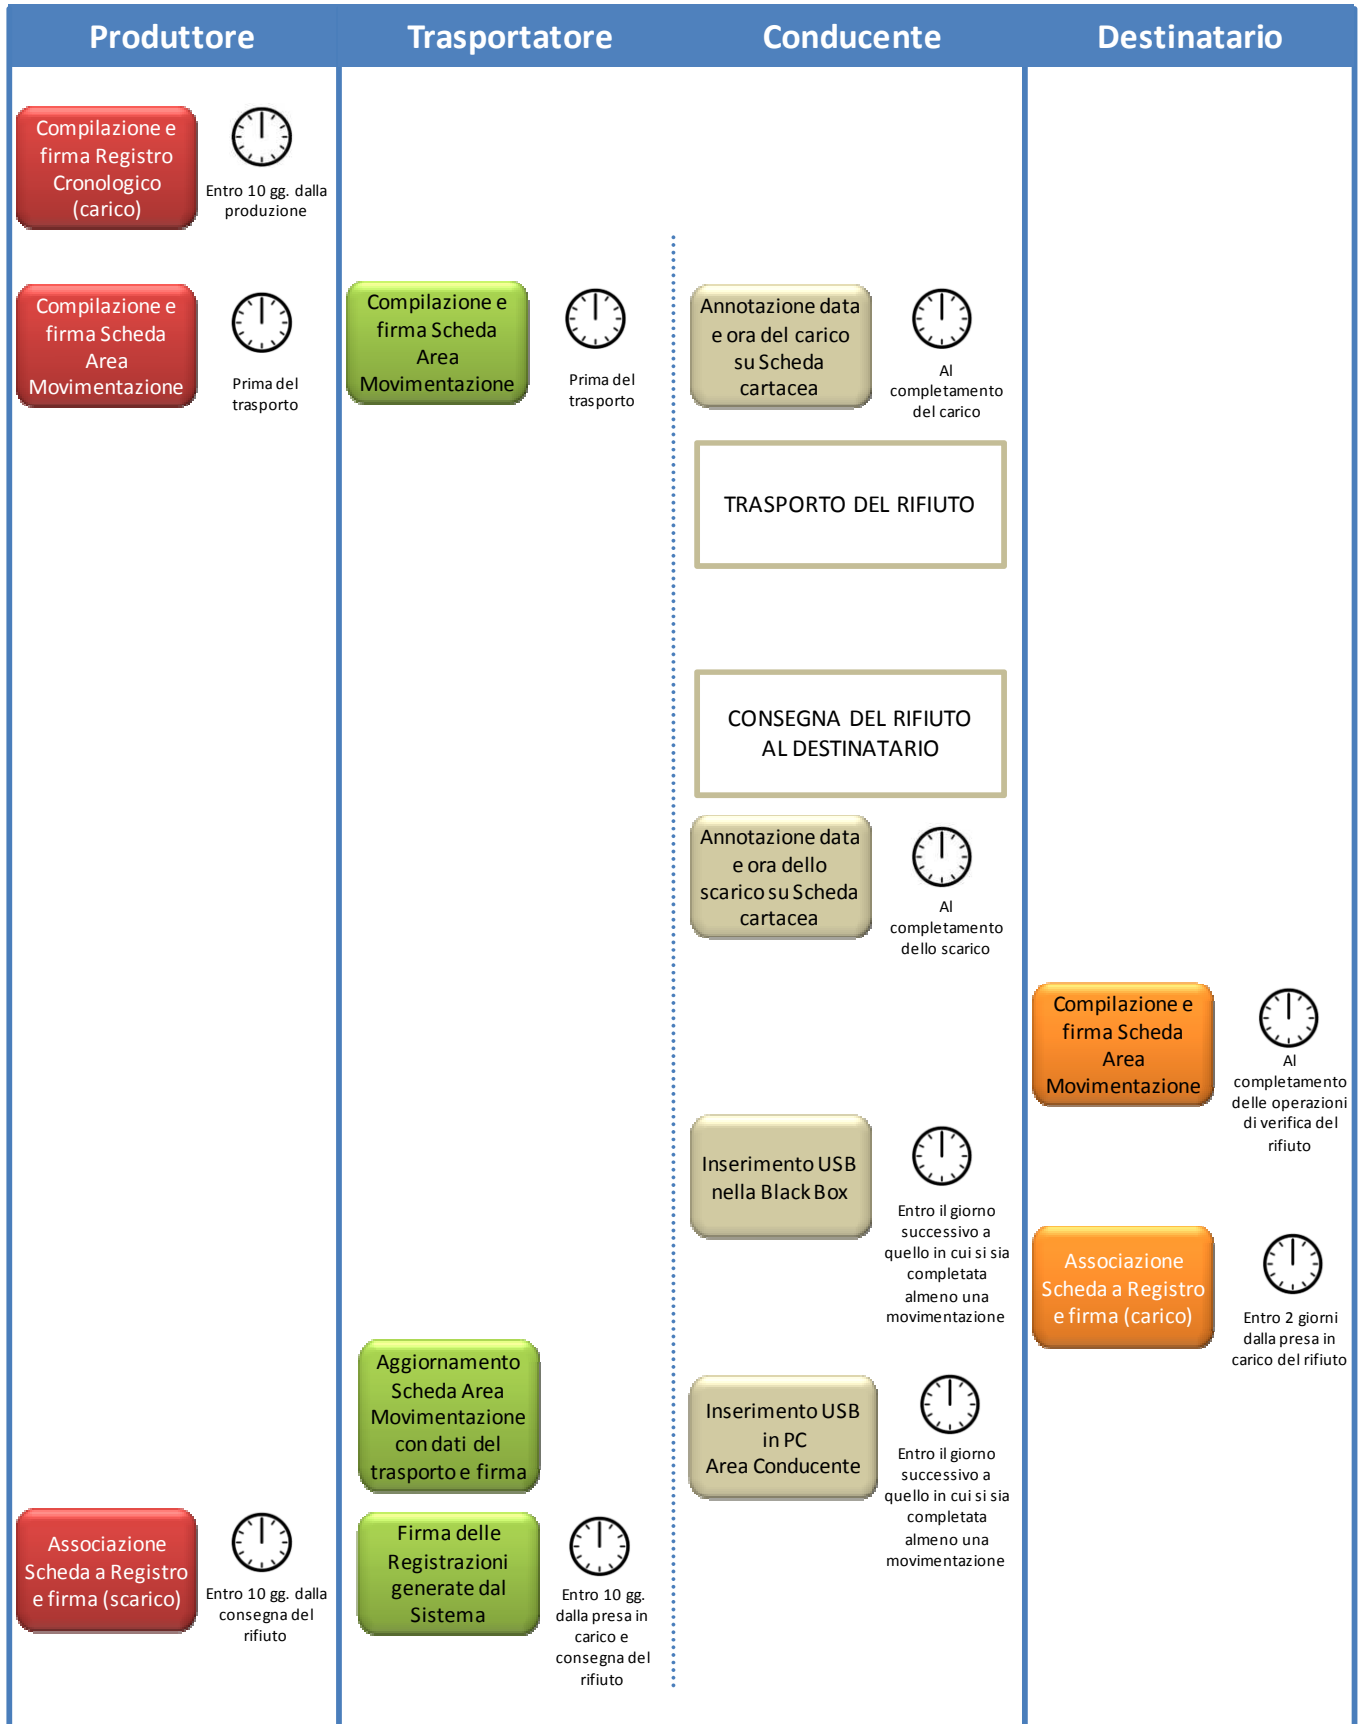 Produttore
Trasportatore
Conducente
Destinatario
Compilazione e
firma Registro
Cronologico
(carico)
Entro 10 gg. dalla
produzione
Compilazione e
firma Scheda
Area
Movimentazione
Prima del
trasporto
Compilazione e
firma Scheda
Area
Movimentazione
Prima del
trasporto
Annotazione data
e ora del carico
su Scheda
cartacea
Al
completamento
del carico
TRASPORTO DEL RIFIUTO
CONSEGNA DEL RIFIUTO
AL DESTINATARIO
Annotazione data
e ora dello
scarico su Scheda
cartacea
Al
completamento
dello scarico
Compilazione e
firma Scheda
Area
Movimentazione
Al
completamento
delle operazioni
di verifica del
rifiuto
Inserimento USB
nella Black Box
Entro il giorno
successivo a
quello in cui si sia
completata
almeno una
movimentazione
Associazione
Scheda a Registro
e firma (carico)
Entro 2 giorni
dalla presa in
carico del rifiuto
Aggiornamento
Scheda Area
Movimentazione
con dati del
trasporto e firma
Inserimento USB
in PC
Area Conducente
Entro il giorno
successivo a
quello in cui si sia
completata
almeno una
movimentazione
Associazione
Scheda a Registro
e firma (scarico)
Entro 10 gg. dalla
consegna del
rifiuto
Firma delle
Registrazioni
generate dal
Sistema
Entro 10 gg.
dalla presa in
carico e
consegna del
rifiuto